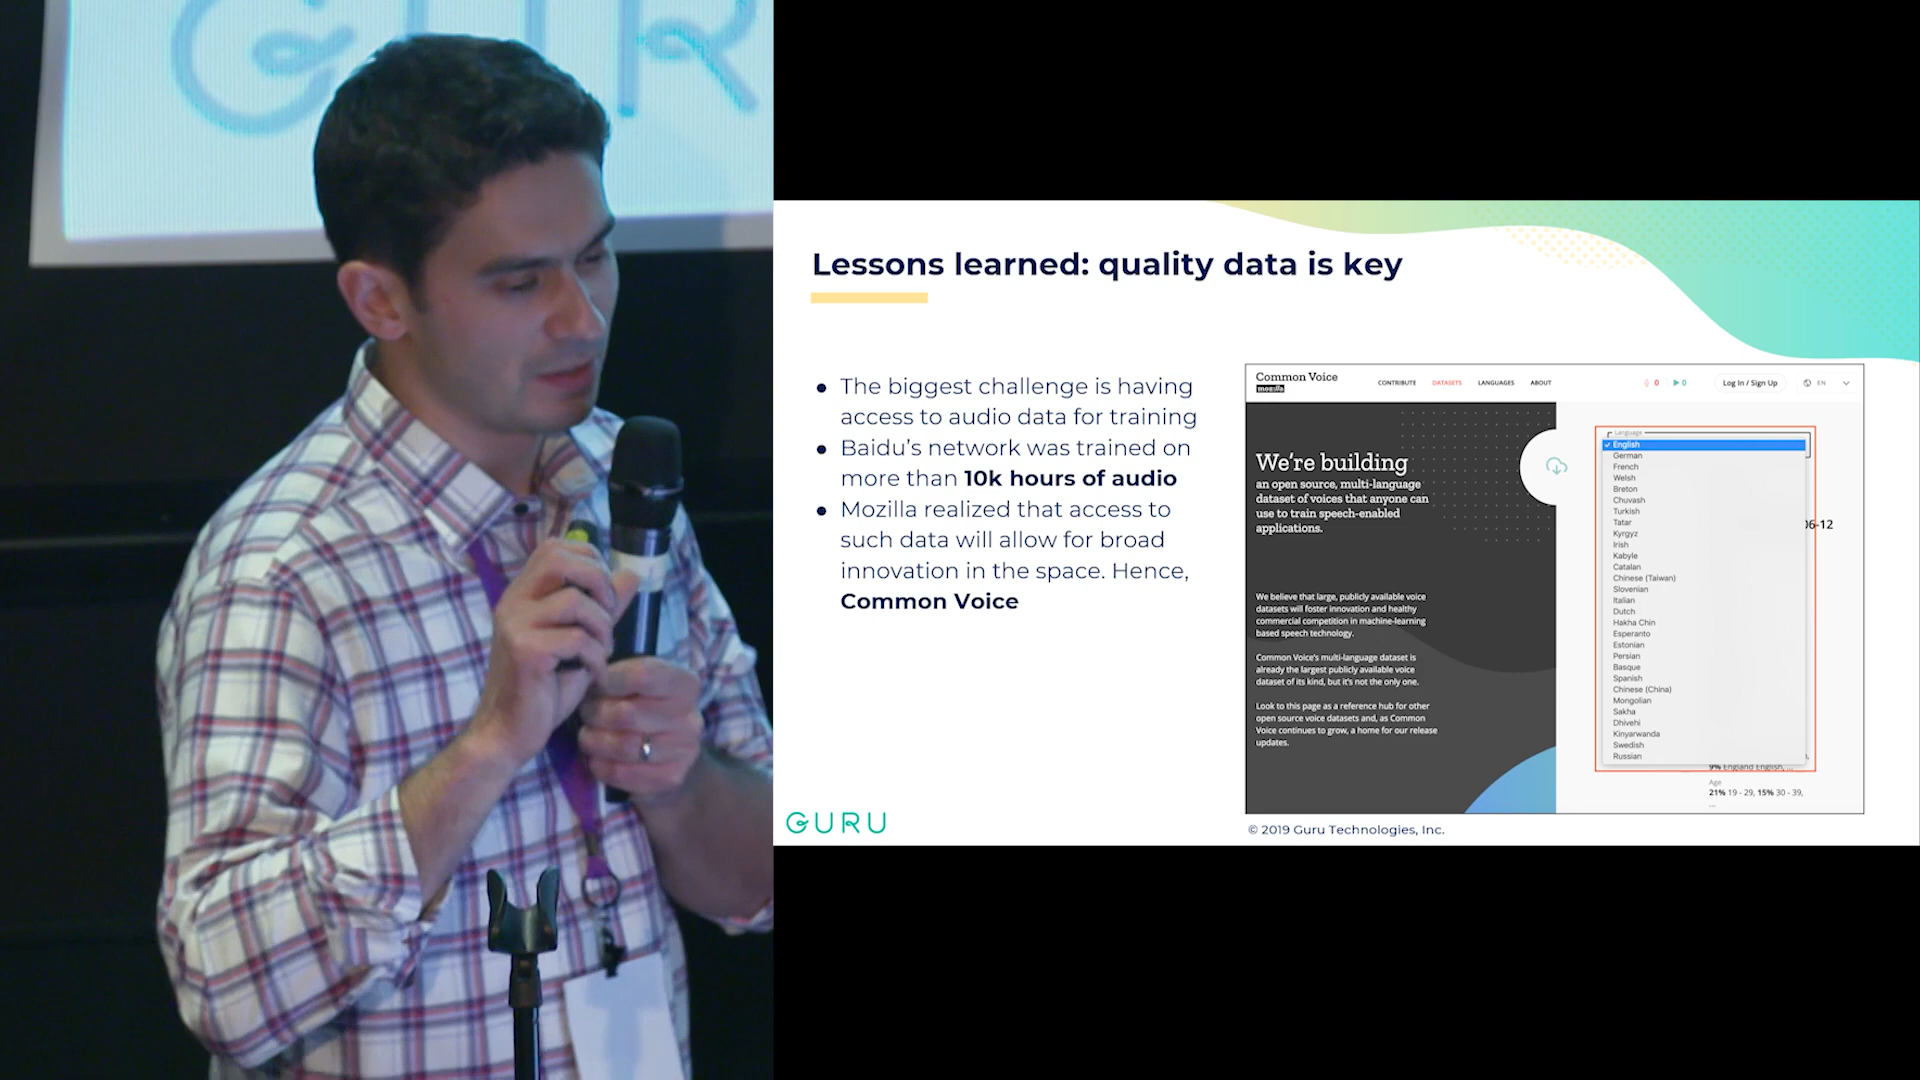 GUR
Lessons learned: quality data is key
● The biggest challenge is having
access to audio data for training
● Baidu's network was trained on
more than 10k hours of audio
● Mozilla realized that access to
such data will allow for broad
innovation in the space. Hence,
Common Voice
Common Voice
mozilla
CONTRIBUTE DATASETS LANGUAGES ABOUT
0 0 Log In / Sign Up EN
We're building
an open source, multi-language
dataset of voices that anyone can
use to train speech-enabled
applications.
We believe that large, publicly available voice
datasets will foster innovation and healthy
commercial competition in machine-learning
based speech technology.
Common Voice's multi-language dataset is
already the largest publicly available voice
dataset of its kind, but it's not the only one.
Look to this page as a reference hub for other
open source voice datasets and, as Common
Voice continues to grow, a home for our release
updates.
Language
✓ English
German
French
Welsh
Breton
Chuvash
Turkish
Tatar
Kyrgyz
Irish
Kabyle
Catalan
Chinese (Taiwan)
Slovenian
Italian
Dutch
Hakha Chin
Esperanto
Estonian
Persian
Basque
Spanish
Chinese (China)
Mongolian
Sakha
Dhivehi
Kinyarwanda
Swedish
Russian
06-12
9% England English, ...
Age
21% 19 - 29, 15% 30 - 39,
...
GURU
© 2019 Guru Technologies, Inc.